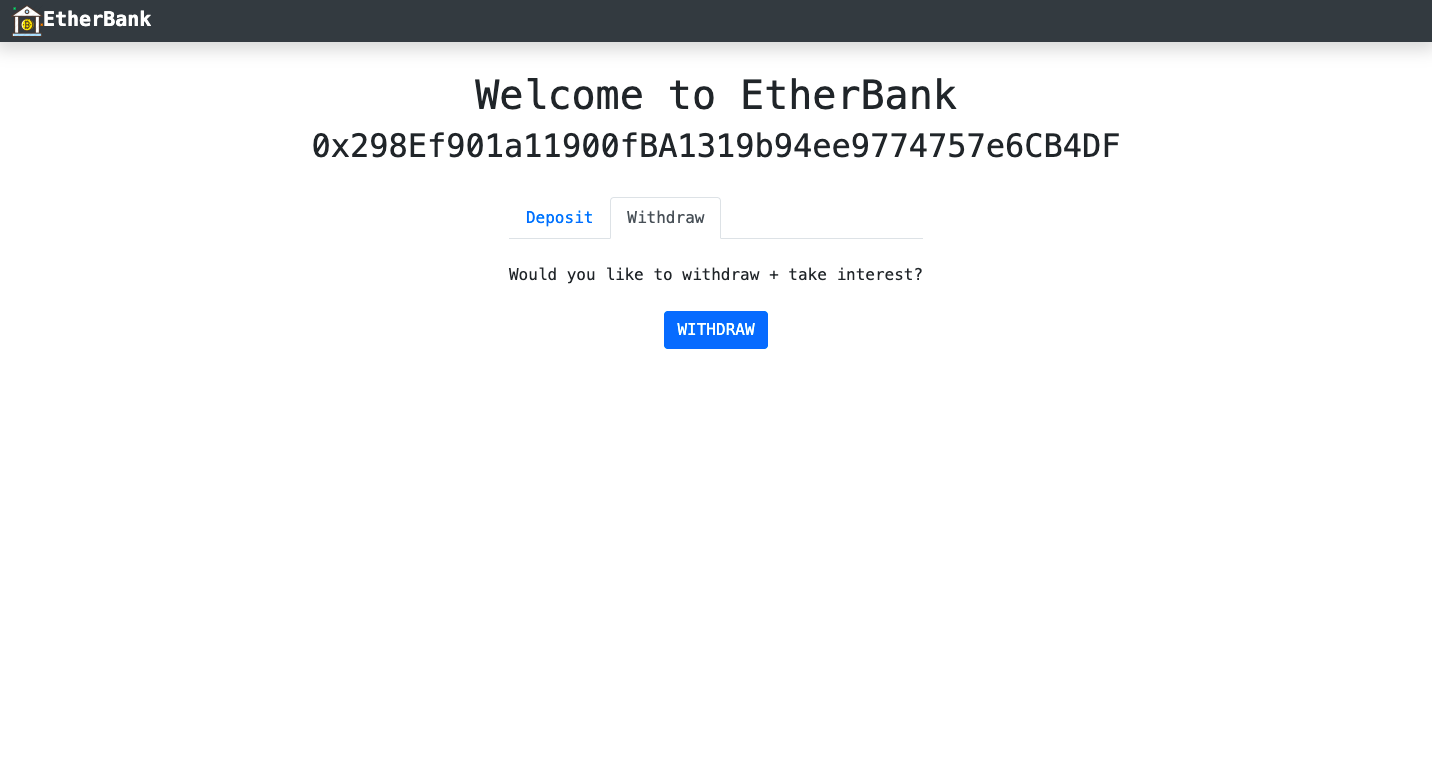 EtherBank
Welcome to EtherBank
0x298Ef901a11900fBA1319b94ee9774757e6CB4DF
Deposit Withdraw
Would you like to withdraw + take interest?
WITHDRAW